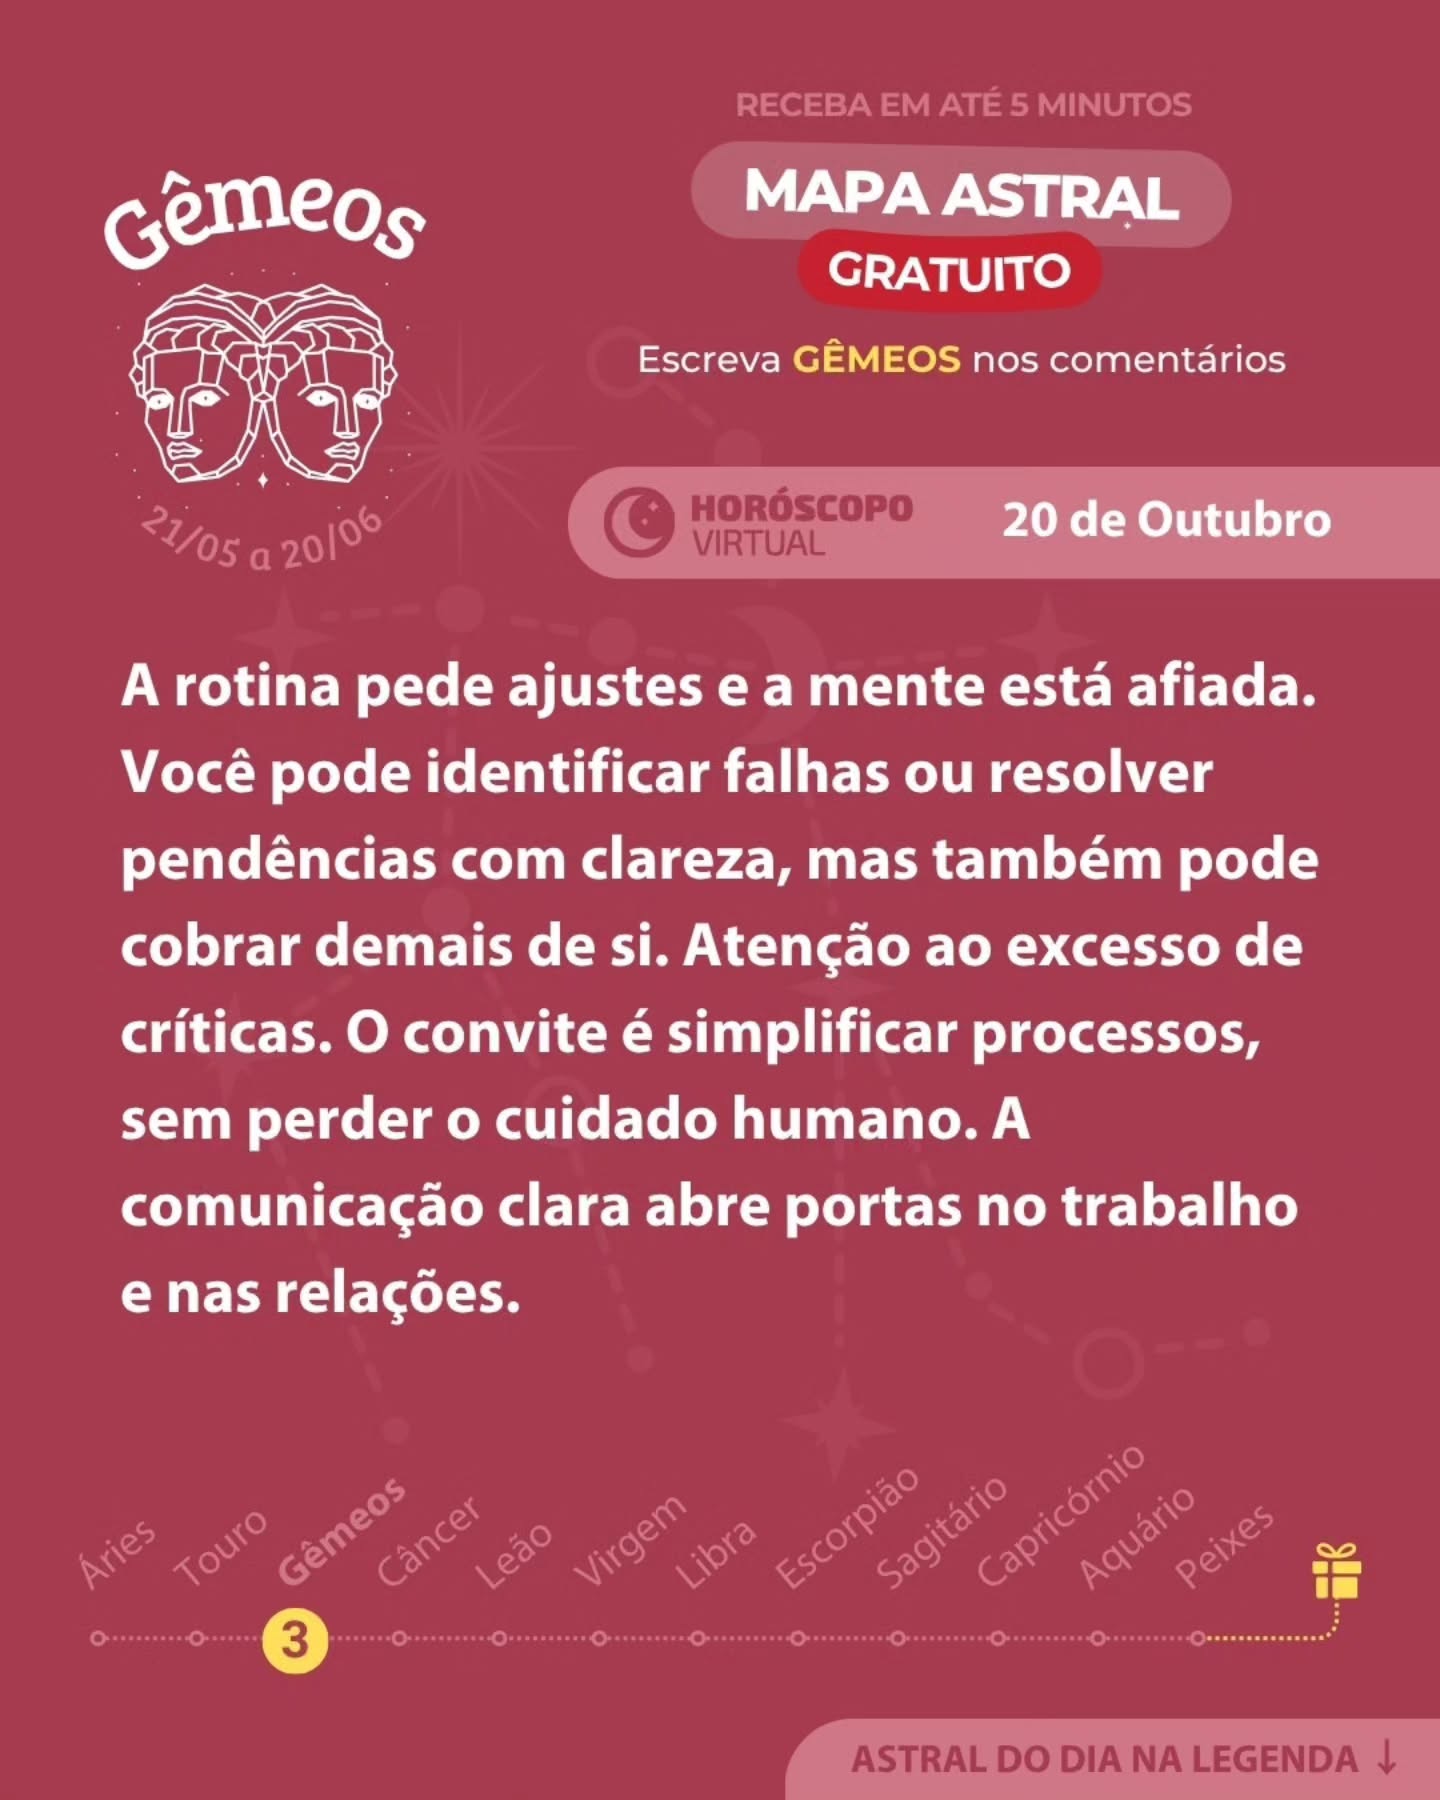 Gêmeos
21/05 a 20/06
RECEBA EM ATÉ 5 MINUTOS
MAPA ASTRAL
GRATUITO
Escreva GÊMEOS nos comentários
HORÓSCOPO
VIRTUAL
20 de Outubro
A rotina pede ajustes e a mente está afiada.
Você pode identificar falhas ou resolver
pendências com clareza, mas também pode
cobrar demais de si. Atenção ao excesso de
críticas. O convite é simplificar processos,
sem perder o cuidado humano. A
comunicação clara abre portas no trabalho
e nas relações.
Áries
Touro
Gêmeos
Câncer
Leão
Virgem
Libra
Escorpião
Sagitário
Capricórnio
Aquário
Peixes
3
ASTRAL DO DIA NA LEGENDA ↓